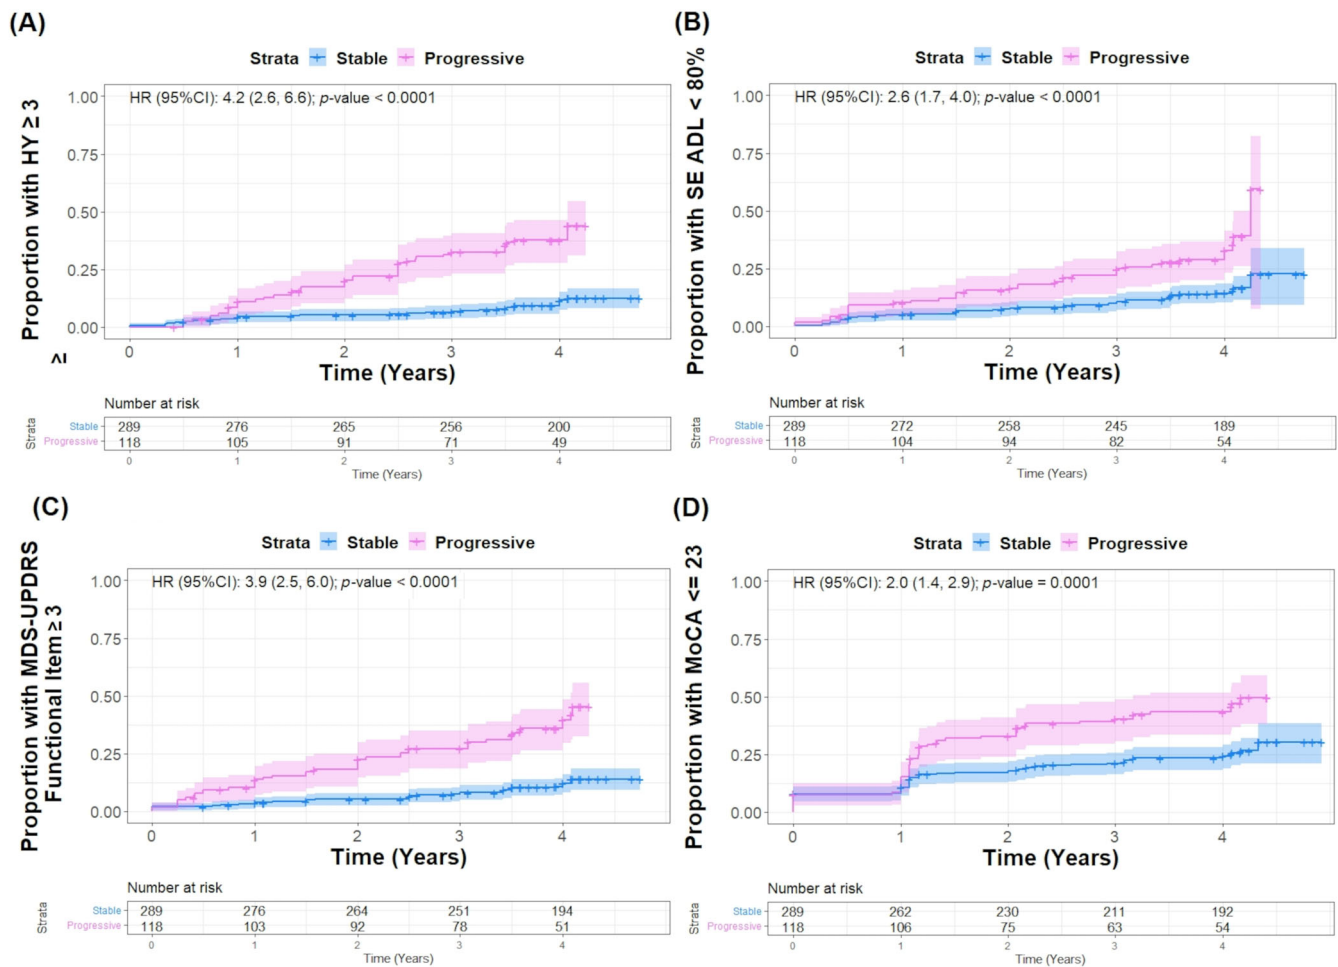 (A)
Strata Stable Progressive
HR (95%CI): 4.2 (2.6, 6.6); p-value < 0.0001
Proportion with HY ≥ 3
≥
1.00
0.75
0.50
0.25
0.00
0 1 2 3 4
Time (Years)
Number at risk
Strata
Stable 289 276 265 256 200
Progressive 118 105 91 71 49
0 1 2 3 4
Time (Years)
(B)
Strata Stable Progressive
HR (95%CI): 2.6 (1.7, 4.0); p-value < 0.0001
Proportion with SE ADL < 80%
1.00
0.75
0.50
0.25
0.00
0 1 2 3 4
Time (Years)
Number at risk
Strata
Stable 289 272 258 245 189
Progressive 118 104 94 82 54
0 1 2 3 4
Time (Years)
(C)
Strata Stable Progressive
HR (95%CI): 3.9 (2.5, 6.0); p-value < 0.0001
Proportion with MDS-UPDRS
Functional Item ≥ 3
1.00
0.75
0.50
0.25
0.00
0 1 2 3 4
Time (Years)
Number at risk
Strata
Stable 289 276 264 251 194
Progressive 118 103 92 78 51
0 1 2 3 4
Time (Years)
(D)
Strata Stable Progressive
HR (95%CI): 2.0 (1.4, 2.9); p-value = 0.0001
Proportion with MoCA <= 23
1.00
0.75
0.50
0.25
0.00
0 1 2 3 4
Time (Years)
Number at risk
Strata
Stable 289 262 230 211 192
Progressive 118 106 75 63 54
0 1 2 3 4
Time (Years)